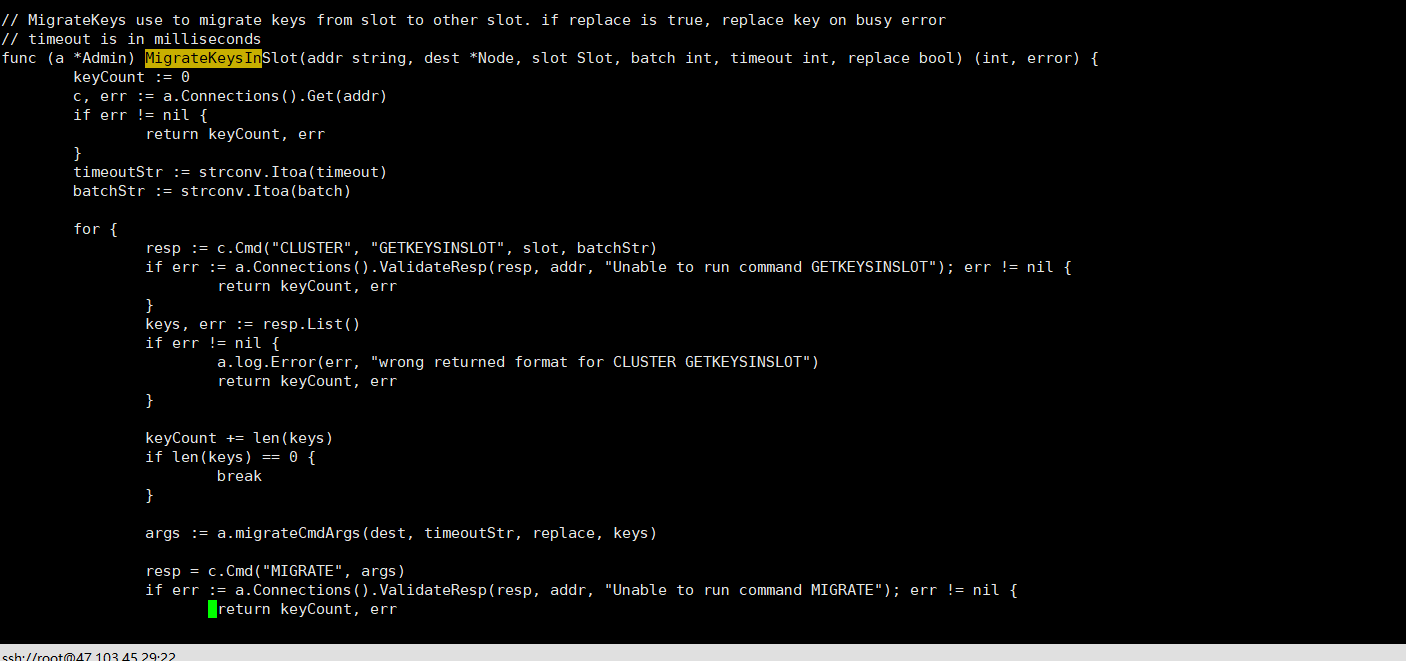 // MigrateKeys use to migrate keys from slot to other slot. if replace is true, replace key on busy error
// timeout is in milliseconds
func (a *Admin) MigrateKeysInSlot(addr string, dest *Node, slot Slot, batch int, timeout int, replace bool) (int, error) {
        keyCount := 0
        c, err := a.Connections().Get(addr)
        if err != nil {
                return keyCount, err
        }
        timeoutStr := strconv.Itoa(timeout)
        batchStr := strconv.Itoa(batch)

        for {
                resp := c.Cmd("CLUSTER", "GETKEYSINSLOT", slot, batchStr)
                if err := a.Connections().ValidateResp(resp, addr, "Unable to run command GETKEYSINSLOT"); err != nil {
                        return keyCount, err
                }
                keys, err := resp.List()
                if err != nil {
                        a.log.Error(err, "wrong returned format for CLUSTER GETKEYSINSLOT")
                        return keyCount, err
                }

                keyCount += len(keys)
                if len(keys) == 0 {
                        break
                }

                args := a.migrateCmdArgs(dest, timeoutStr, replace, keys)

                resp = c.Cmd("MIGRATE", args)
                if err := a.Connections().ValidateResp(resp, addr, "Unable to run command MIGRATE"); err != nil {
                        return keyCount, err
ssh://root@47.103.45.29:22